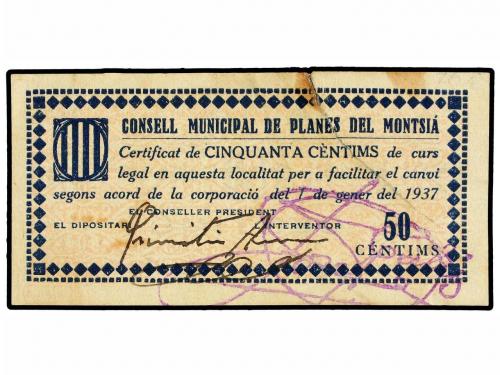 CONSELL MUNICIPAL DE PLANES DEL MONTSIÁ
Certificat de CINQUANTA CÈNTIMS de curs
legal en aquesta localitat per a facilitar el canvi
segons acord de la corporació del 1 de gener del 1937
EL CONSELLER PRESIDENT
EL DIPOSITARI L'INTERVENTOR
50
CÈNTIMS